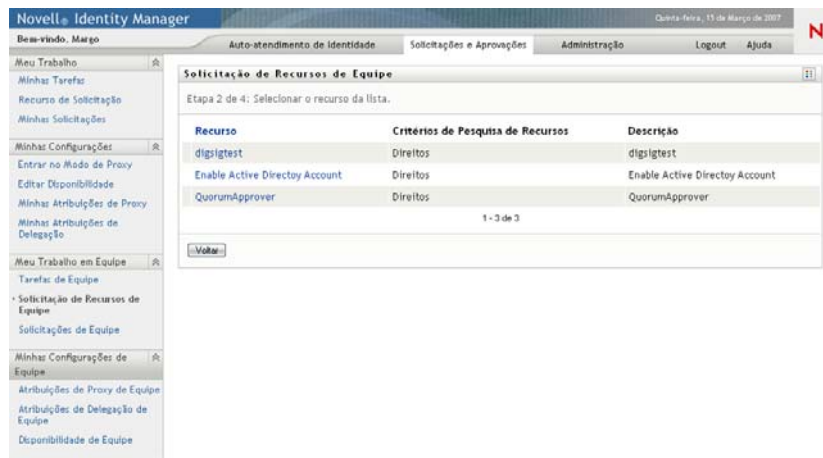 Novell® Identity Manager
Quinta-feira, 15 de Março de 2007
N
Bem-vindo, Margo
Auto-atendimento de Identidade
Solicitações e Aprovações
Administração
Logout
Ajuda
Meu Trabalho
Minhas Tarefas
Recurso de Solicitação
Minhas Solicitações
Minhas Configurações
Entrar no Modo de Proxy
Editar Disponibilidade
Minhas Atribuições de Proxy
Minhas Atribuições de
Delegação
Meu Trabalho em Equipe
Tarefas de Equipe
Solicitação de Recursos de
Equipe
Solicitações de Equipe
Minhas Configurações de
Equipe
Atribuições de Proxy de Equipe
Atribuições de Delegação de
Equipe
Disponibilidade de Equipe
Solicitação de Recursos de Equipe
Etapa 2 de 4: Selecionar o recurso da lista.
Recurso Critérios de Pesquisa de Recursos Descrição
digsigtest Direitos digsigtest
Enable Active Directoy Account Direitos Enable Active Directoy Account
QuorumApprover Direitos QuorumApprover
1 - 3 de 3
Voltar